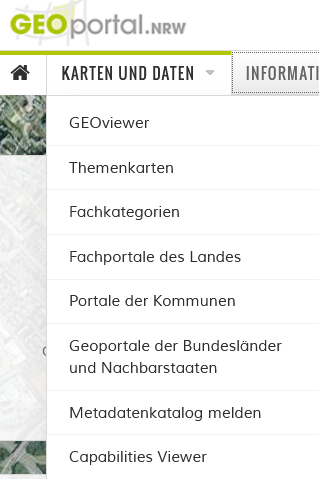 GEOportal.NRW
KARTEN UND DATEN
INFORMATI
GEOviewer
Themenkarten
Fachkategorien
Fachportale des Landes
Portale der Kommunen
Geoportale der Bundesländer
und Nachbarstaaten
Metadatenkatalog melden
Capabilities Viewer